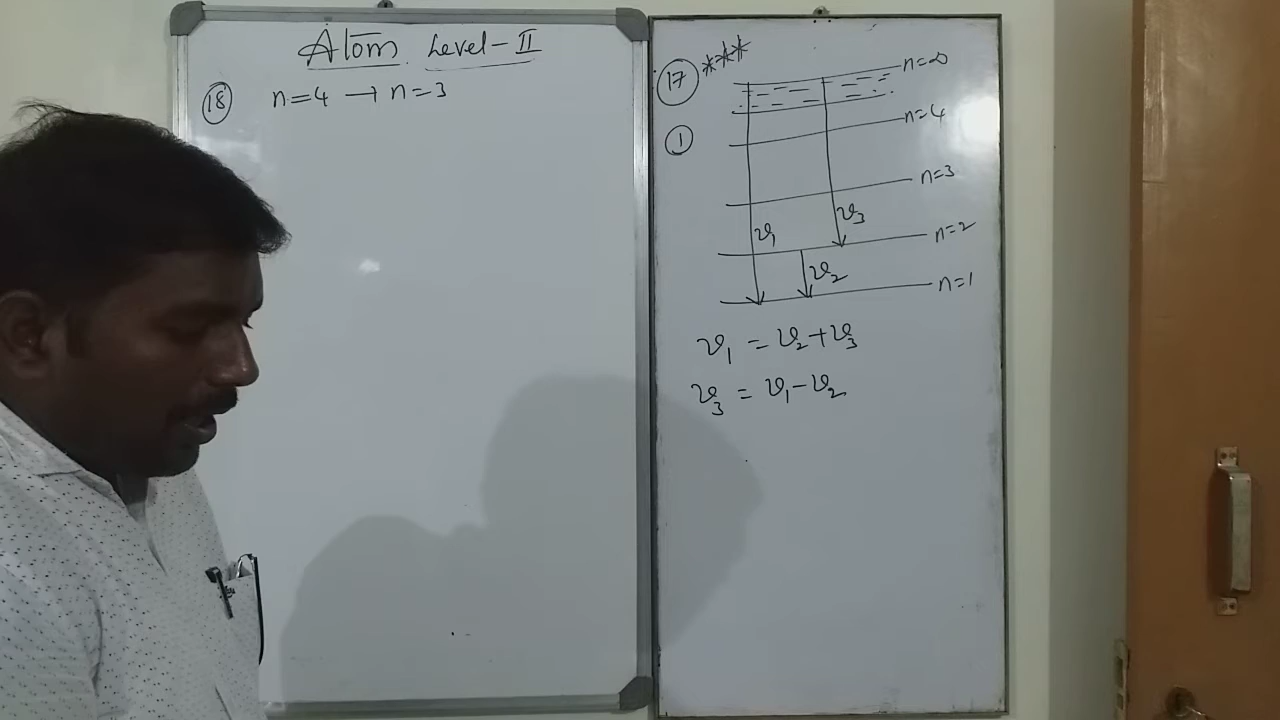 Atom Level-II
18 n=4 → n=3
17 ***
n=∞
1
n=4
n=3
ν₃
ν₁
n=2
ν₂
n=1
ν₁ = ν₂+ν₃
ν₃ = ν₁-ν₂